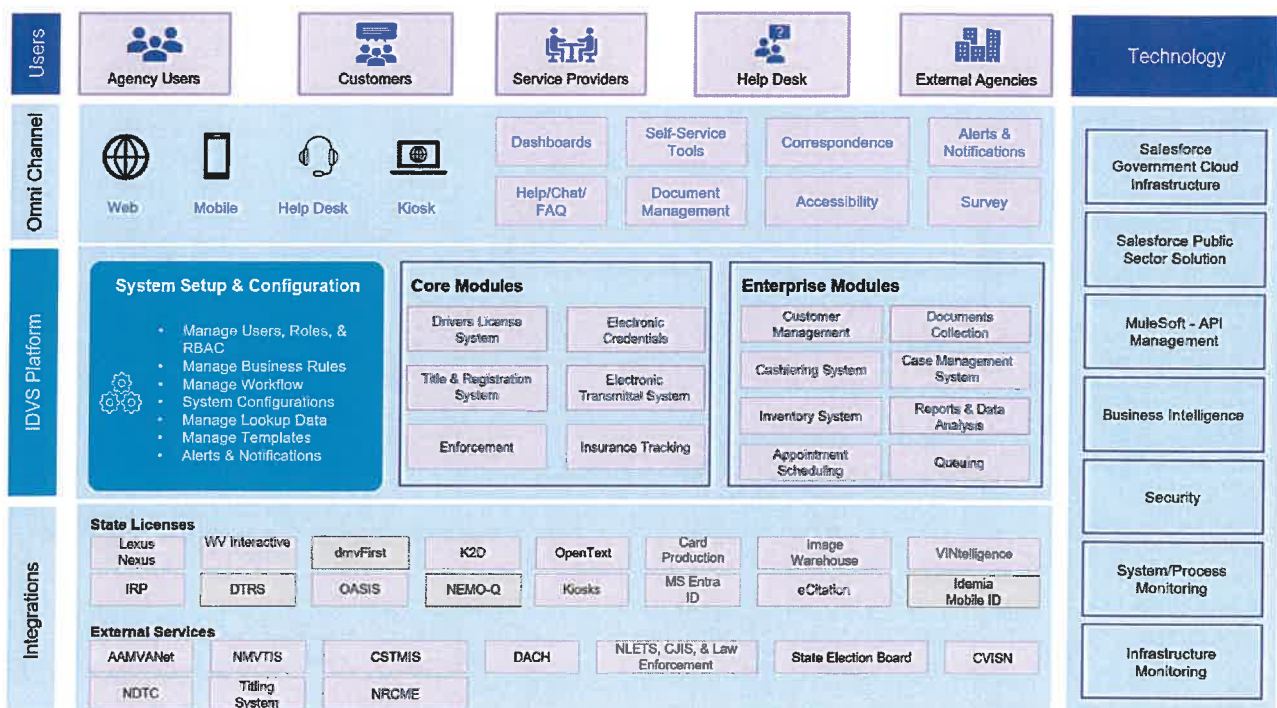 Users
Agency Users
Customers
Service Providers
Help Desk
External Agencies
Technology
Omni Channel
Web
Mobile
Help Desk
Kiosk
Dashboards
Self-Service
Tools
Correspondence
Alerts &
Notifications
Help/Chat/
FAQ
Document
Management
Accessibility
Survey
IDVS Platform
System Setup & Configuration
• Manage Users, Roles, &
RBAC
• Manage Business Rules
• Manage Workflow
• System Configurations
• Manage Lookup Data
• Manage Templates
• Alerts & Notifications
Core Modules
Drivers License
System
Electronic
Credentials
Title & Registration
System
Electronic
Transmittal System
Enforcement
Insurance Tracking
Enterprise Modules
Customer
Management
Documents
Collection
Cashiering System
Case Management
System
Inventory System
Reports & Data
Analysis
Appointment
Scheduling
Queuing
Integrations
State Licenses
Lexus
Nexus
WV Interactive
dmvFirst
K2D
OpenText
Card
Production
Image
Warehouse
VINtelligence
IRP
DTRS
OASIS
NEMO-Q
Kiosks
MS Entra
ID
eCitation
Idemia
Mobile ID
External Services
AAMVANet
NMVTIS
CSTMIS
DACH
NLETS, CJIS, & Law
Enforcement
State Election Board
CVISN
NDTC
Titling
System
NRCME
Salesforce
Government Cloud
Infrastructure
Salesforce Public
Sector Solution
MuleSoft - API
Management
Business Intelligence
Security
System/Process
Monitoring
Infrastructure
Monitoring